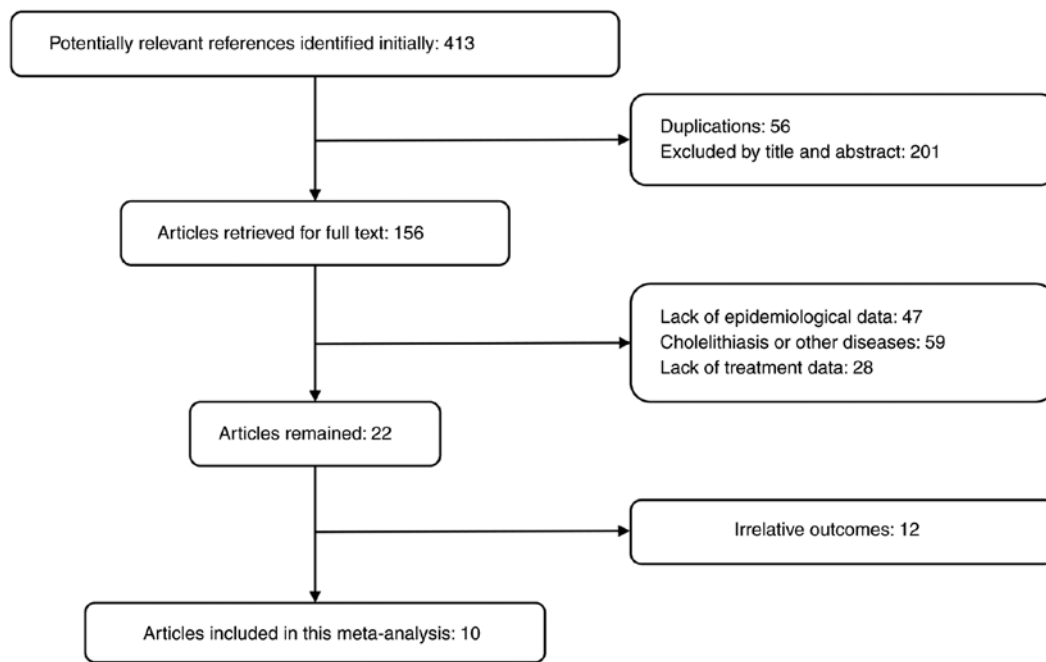 Potentially relevant references identified initially: 413
Duplications: 56
Excluded by title and abstract: 201
Articles retrieved for full text: 156
Lack of epidemiological data: 47
Cholelithiasis or other diseases: 59
Lack of treatment data: 28
Articles remained: 22
Irrelative outcomes: 12
Articles included in this meta-analysis: 10